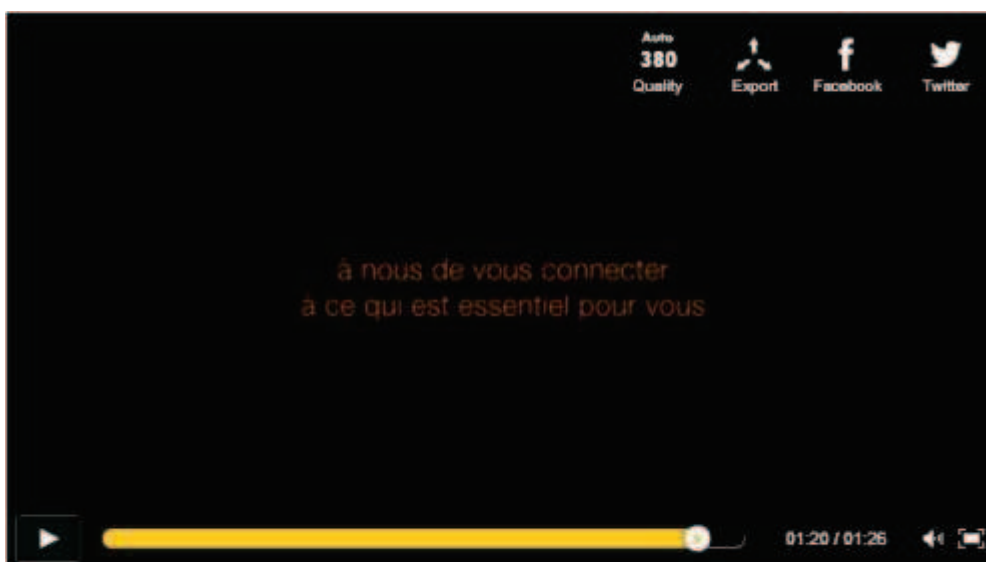 Auto
380
Quality
Export
Facebook
Twitter
à nous de vous connecter
à ce qui est essentiel pour vous
01:20 / 01:26